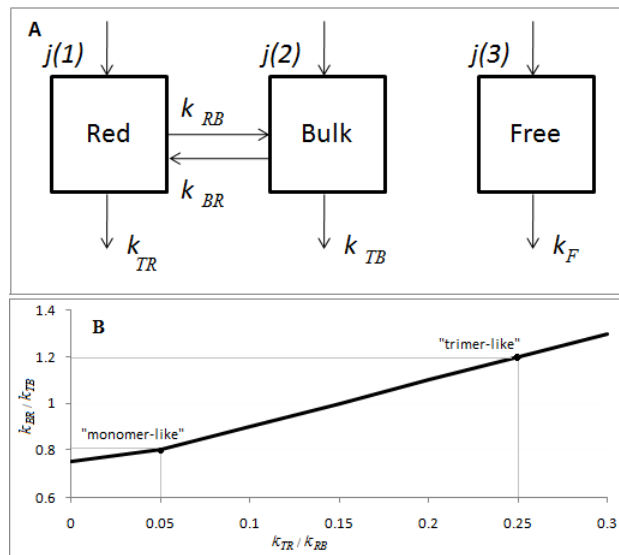 A
j(1) j(2) j(3)
Red Bulk Free
k RB
k BR
k TR k TB k F
B
1.4
1.2
1
0.8
0.6
k BR / k TB
"monomer-like"
"trimer-like"
0 0.05 0.1 0.15 0.2 0.25 0.3
k TR / k RB